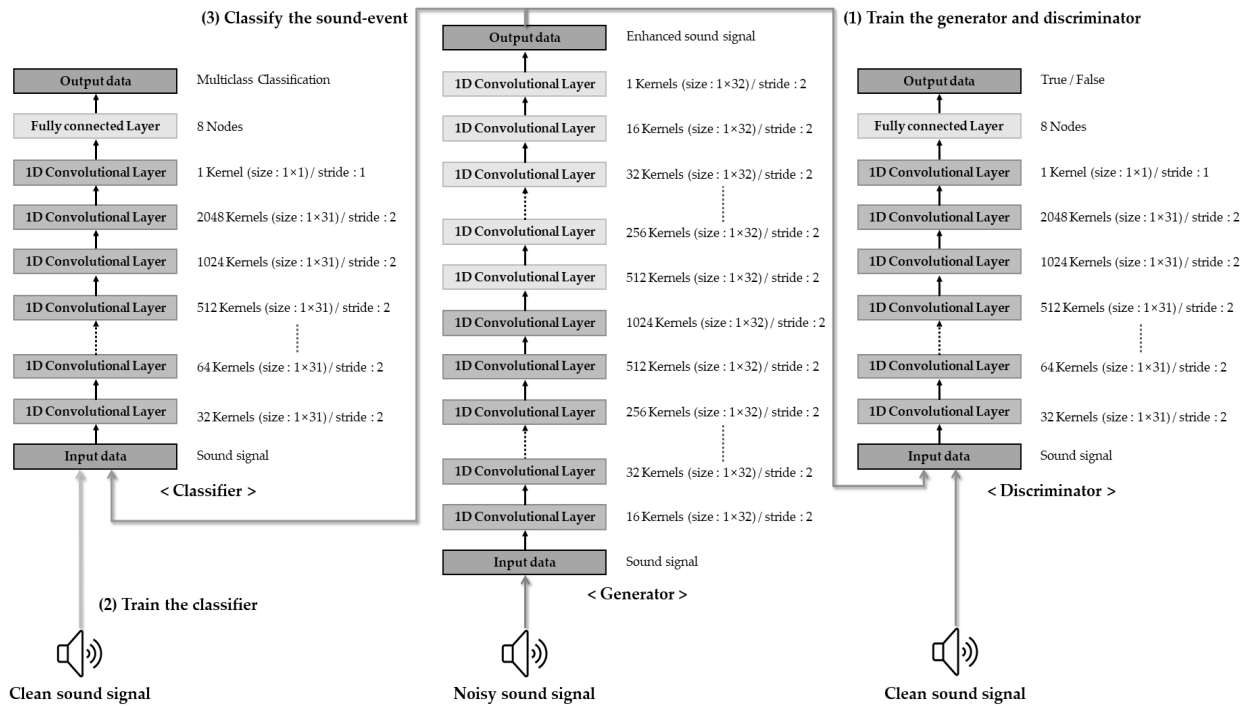 (3) Classify the sound-event
(1) Train the generator and discriminator
Output data
Multiclass Classification
Fully connected Layer
8 Nodes
1D Convolutional Layer
1 Kernel (size : 1×1) / stride : 1
1D Convolutional Layer
2048 Kernels (size : 1×31) / stride : 2
1D Convolutional Layer
1024 Kernels (size : 1×31) / stride : 2
1D Convolutional Layer
512 Kernels (size : 1×31) / stride : 2
1D Convolutional Layer
64 Kernels (size : 1×31) / stride : 2
1D Convolutional Layer
32 Kernels (size : 1×31) / stride : 2
Input data
Sound signal
< Classifier >
(2) Train the classifier
Clean sound signal
Output data
Enhanced sound signal
1D Convolutional Layer
1 Kernels (size : 1×32) / stride : 2
1D Convolutional Layer
16 Kernels (size : 1×32) / stride : 2
1D Convolutional Layer
32 Kernels (size : 1×32) / stride : 2
1D Convolutional Layer
256 Kernels (size : 1×32) / stride : 2
1D Convolutional Layer
512 Kernels (size : 1×32) / stride : 2
1D Convolutional Layer
1024 Kernels (size : 1×32) / stride : 2
1D Convolutional Layer
512 Kernels (size : 1×32) / stride : 2
1D Convolutional Layer
256 Kernels (size : 1×32) / stride : 2
1D Convolutional Layer
32 Kernels (size : 1×32) / stride : 2
1D Convolutional Layer
16 Kernels (size : 1×32) / stride : 2
Input data
Sound signal
< Generator >
Noisy sound signal
Output data
True / False
Fully connected Layer
8 Nodes
1D Convolutional Layer
1 Kernel (size : 1×1) / stride : 1
1D Convolutional Layer
2048 Kernels (size : 1×31) / stride : 2
1D Convolutional Layer
1024 Kernels (size : 1×31) / stride : 2
1D Convolutional Layer
512 Kernels (size : 1×31) / stride : 2
1D Convolutional Layer
64 Kernels (size : 1×31) / stride : 2
1D Convolutional Layer
32 Kernels (size : 1×31) / stride : 2
Input data
Sound signal
< Discriminator >
Clean sound signal